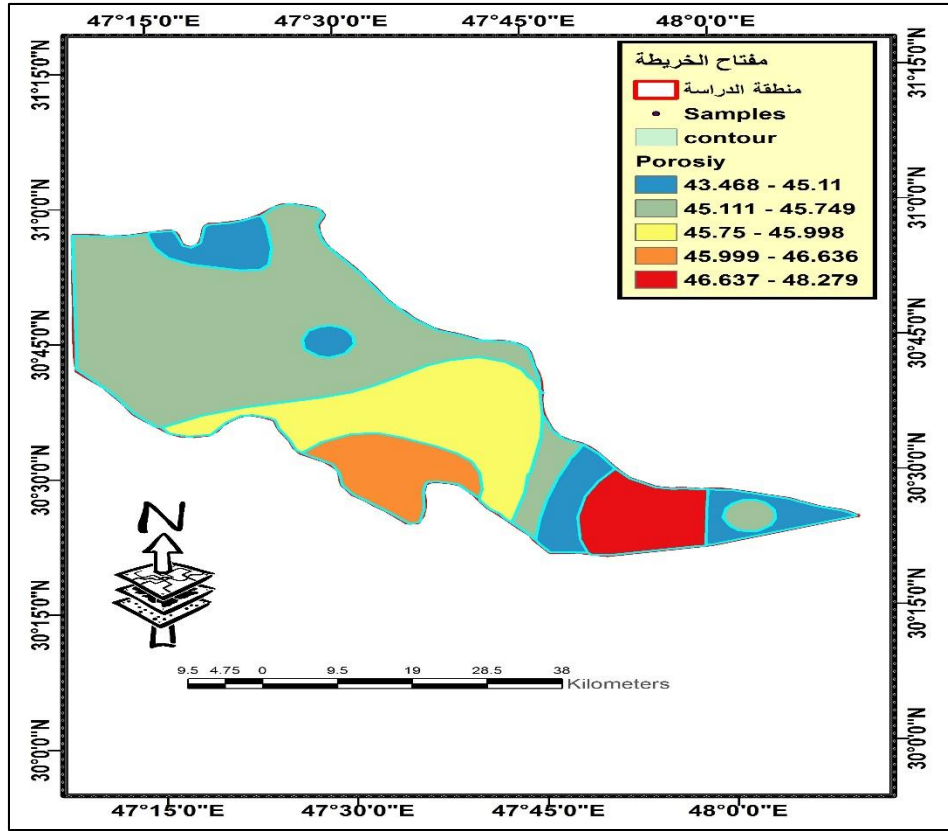 47°15'0"E 47°30'0"E 47°45'0"E 48°0'0"E
31°15'0"N
31°0'0"N
30°45'0"N
30°30'0"N
30°15'0"N
30°0'0"N
مفتاح الخريطة
منطقة الدراسة
Samples
contour
Porosiy
43.468 - 45.11
45.111 - 45.749
45.75 - 45.998
45.999 - 46.636
46.637 - 48.279
31°15'0"N
31°0'0"N
30°45'0"N
30°30'0"N
30°15'0"N
30°0'0"N
N
9.5 4.75 0 9.5 19 28.5 38
Kilometers
47°15'0"E 47°30'0"E 47°45'0"E 48°0'0"E